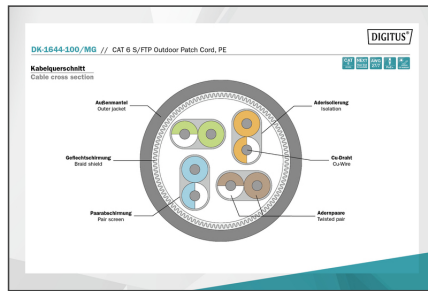 DIGITUS®
DK-1644-100/MG // CAT 6 S/FTP Outdoor Patch Cord, PE
Kabelquerschnitt
Cable cross section
Außenmantel
Outer jacket
Aderisolierung
Isolation
Geflechtschirmung
Braid shield
Cu-Draht
Cu-Wire
Paarabschirmung
Pair screen
Adernpaare
Twisted pair